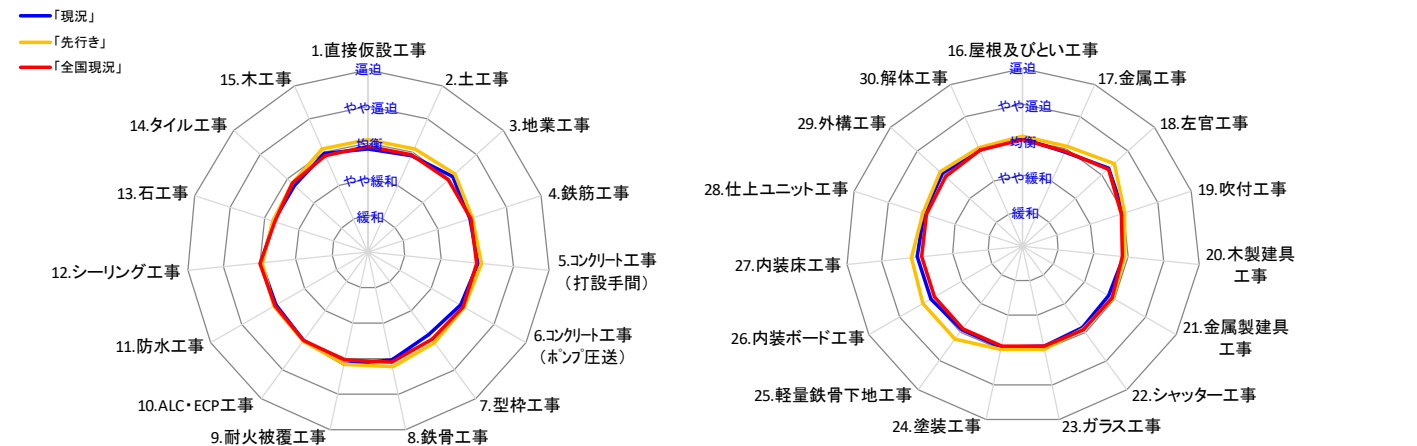 「現況」
「先行き」
「全国現況」
1.直接仮設工事
2.土工事
3.地業工事
4.鉄筋工事
5.コンクリート工事
（打設手間）
6.コンクリート工事
（ポンプ圧送）
7.型枠工事
8.鉄骨工事
9.耐火被覆工事
10.ALC・ECP工事
11.防水工事
12.シーリング工事
13.石工事
14.タイル工事
15.木工事
逼迫
やや逼迫
均衡
やや緩和
緩和
16.屋根及びとい工事
17.金属工事
18.左官工事
19.吹付工事
20.木製建具
工事
21.金属製建具
工事
22.シャッター工事
23.ガラス工事
24.塗装工事
25.軽量鉄骨下地工事
26.内装ボード工事
27.内装床工事
28.仕上ユニット工事
29.外構工事
30.解体工事
逼迫
やや逼迫
均衡
やや緩和
緩和